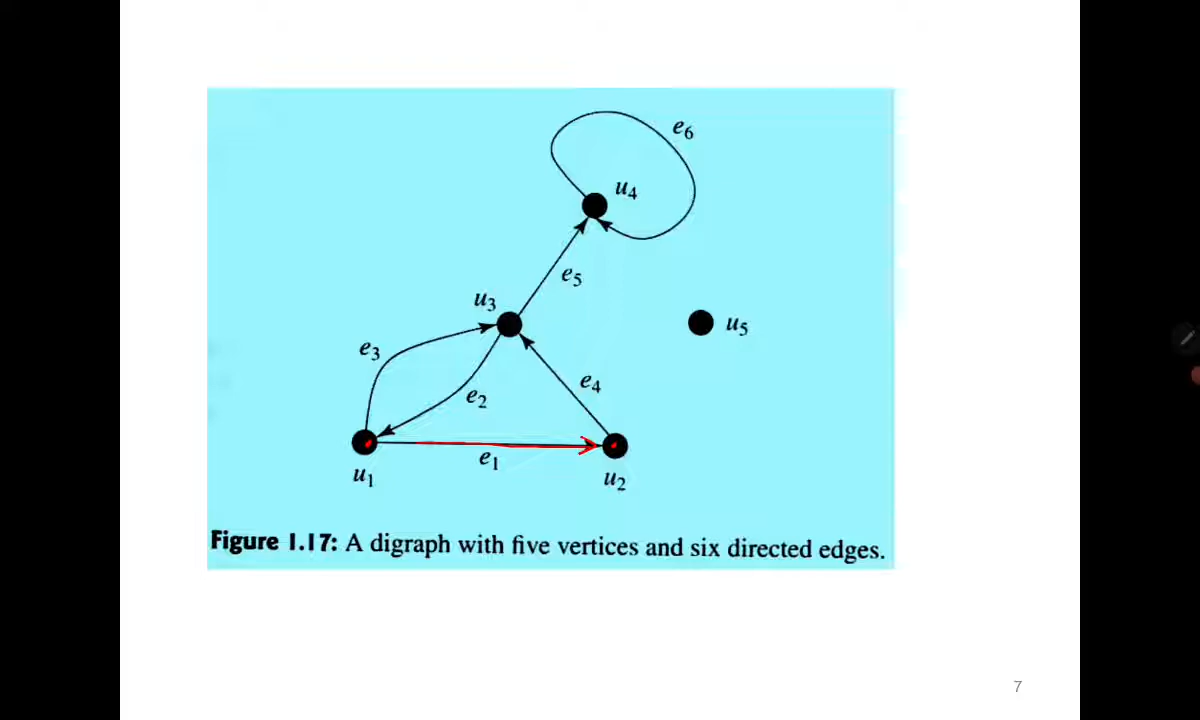 e6
u4
e5
u3
u5
e3
e4
e2
e1
u1
u2
Figure 1.17: A digraph with five vertices and six directed edges.
7